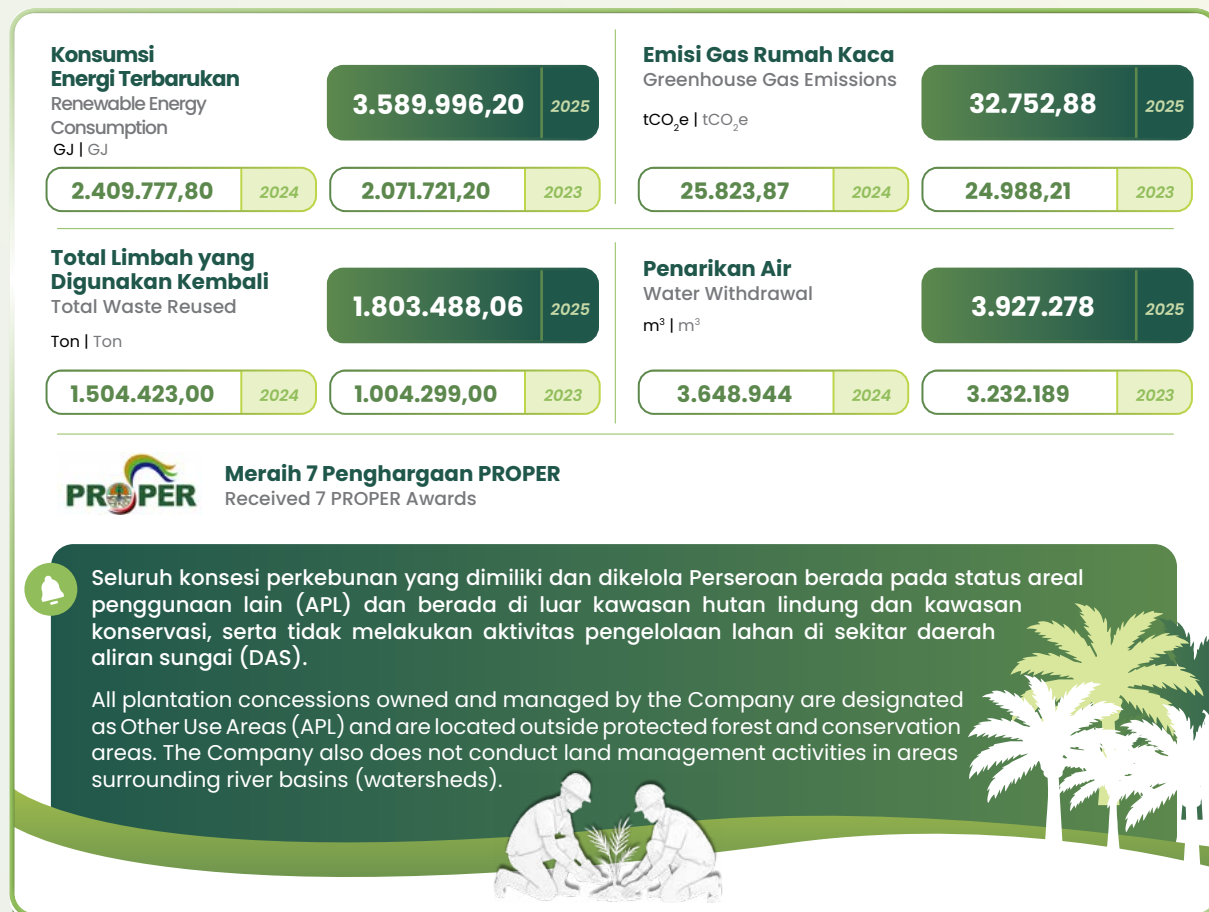 Konsumsi
Energi Terbarukan
Renewable Energy
Consumption
GJ | GJ
3.589.996,20 2025
2.409.777,80 2024
2.071.721,20 2023
Emisi Gas Rumah Kaca
Greenhouse Gas Emissions
tCO₂e | tCO₂e
32.752,88 2025
25.823,87 2024
24.988,21 2023
Total Limbah yang
Digunakan Kembali
Total Waste Reused
Ton | Ton
1.803.488,06 2025
1.504.423,00 2024
1.004.299,00 2023
Penarikan Air
Water Withdrawal
m³ | m³
3.927.278 2025
3.648.944 2024
3.232.189 2023
PROPER
Meraih 7 Penghargaan PROPER
Received 7 PROPER Awards
Seluruh konsesi perkebunan yang dimiliki dan dikelola Perseroan berada pada status areal
penggunaan lain (APL) dan berada di luar kawasan hutan lindung dan kawasan
konservasi, serta tidak melakukan aktivitas pengelolaan lahan di sekitar daerah
aliran sungai (DAS).
All plantation concessions owned and managed by the Company are designated
as Other Use Areas (APL) and are located outside protected forest and conservation
areas. The Company also does not conduct land management activities in areas
surrounding river basins (watersheds).